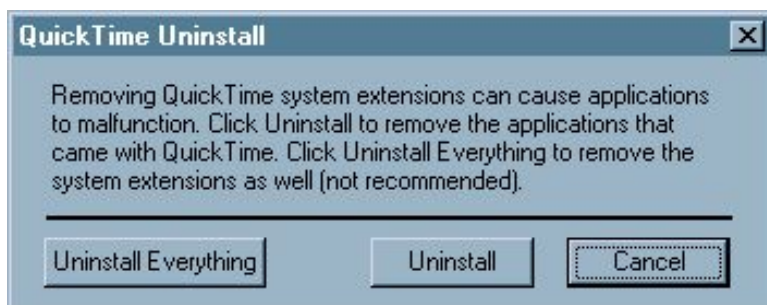 QuickTime Uninstall
Removing QuickTime system extensions can cause applications
to malfunction. Click Uninstall to remove the applications that
came with QuickTime. Click Uninstall Everything to remove the
system extensions as well (not recommended).
Uninstall Everything Uninstall Cancel